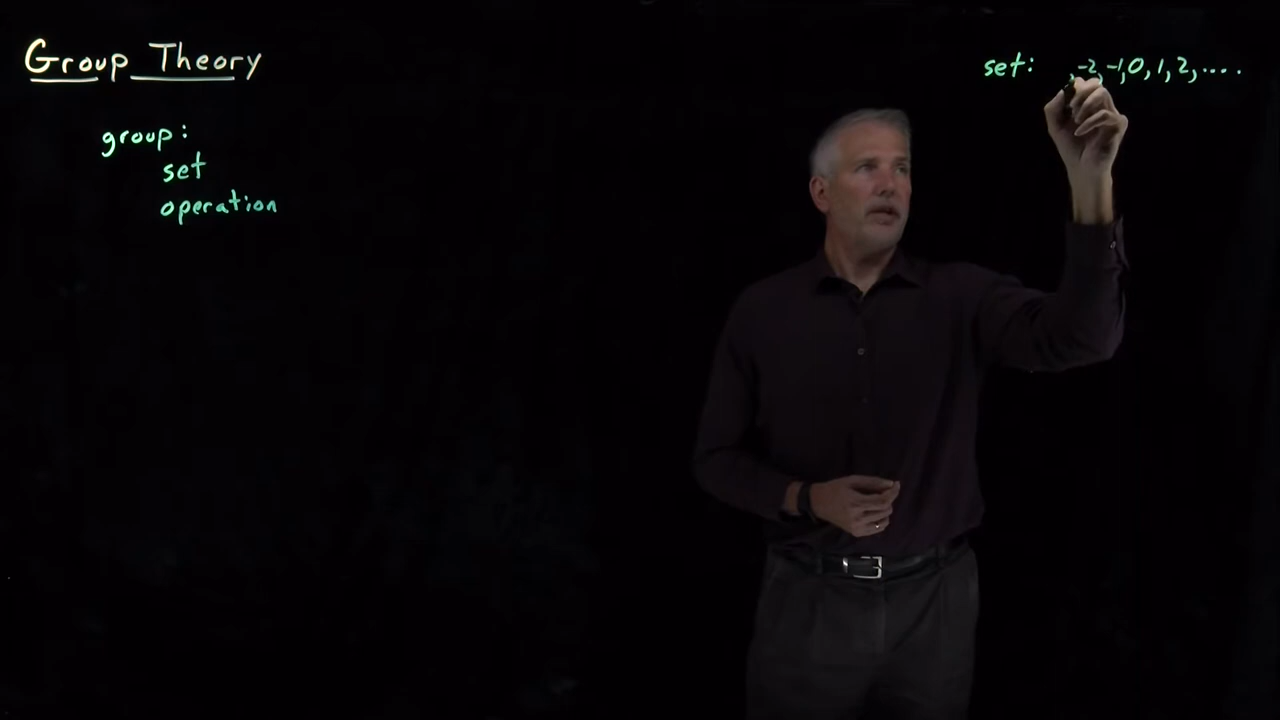 Group Theory
group:
set
operation
set: , -2, -1, 0, 1, 2, ....